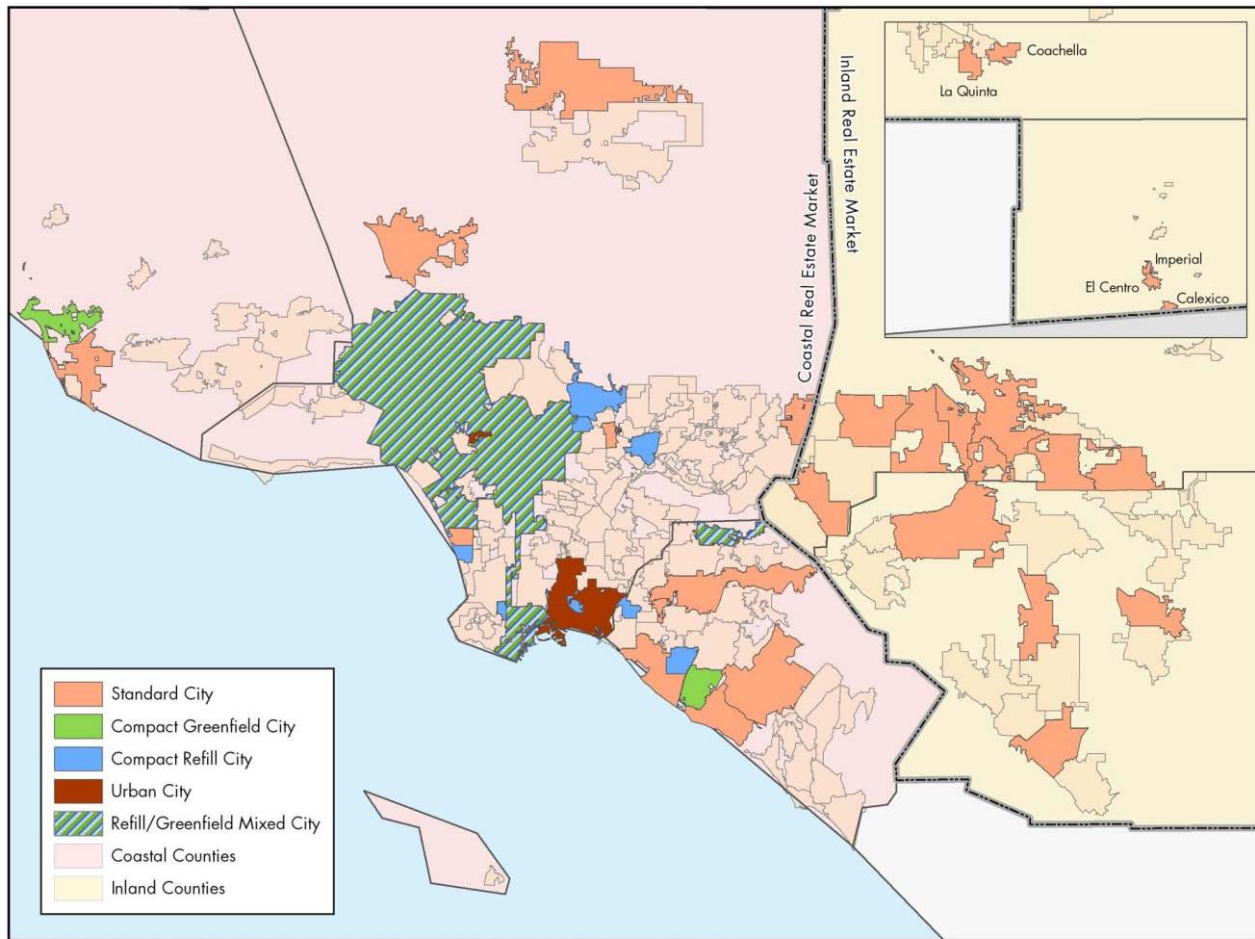 Coastal Real Estate Market
Inland Real Estate Market
Coachella
La Quinta
Imperial
El Centro
Calexico
Standard City
Compact Greenfield City
Compact Refill City
Urban City
Refill/Greenfield Mixed City
Coastal Counties
Inland Counties